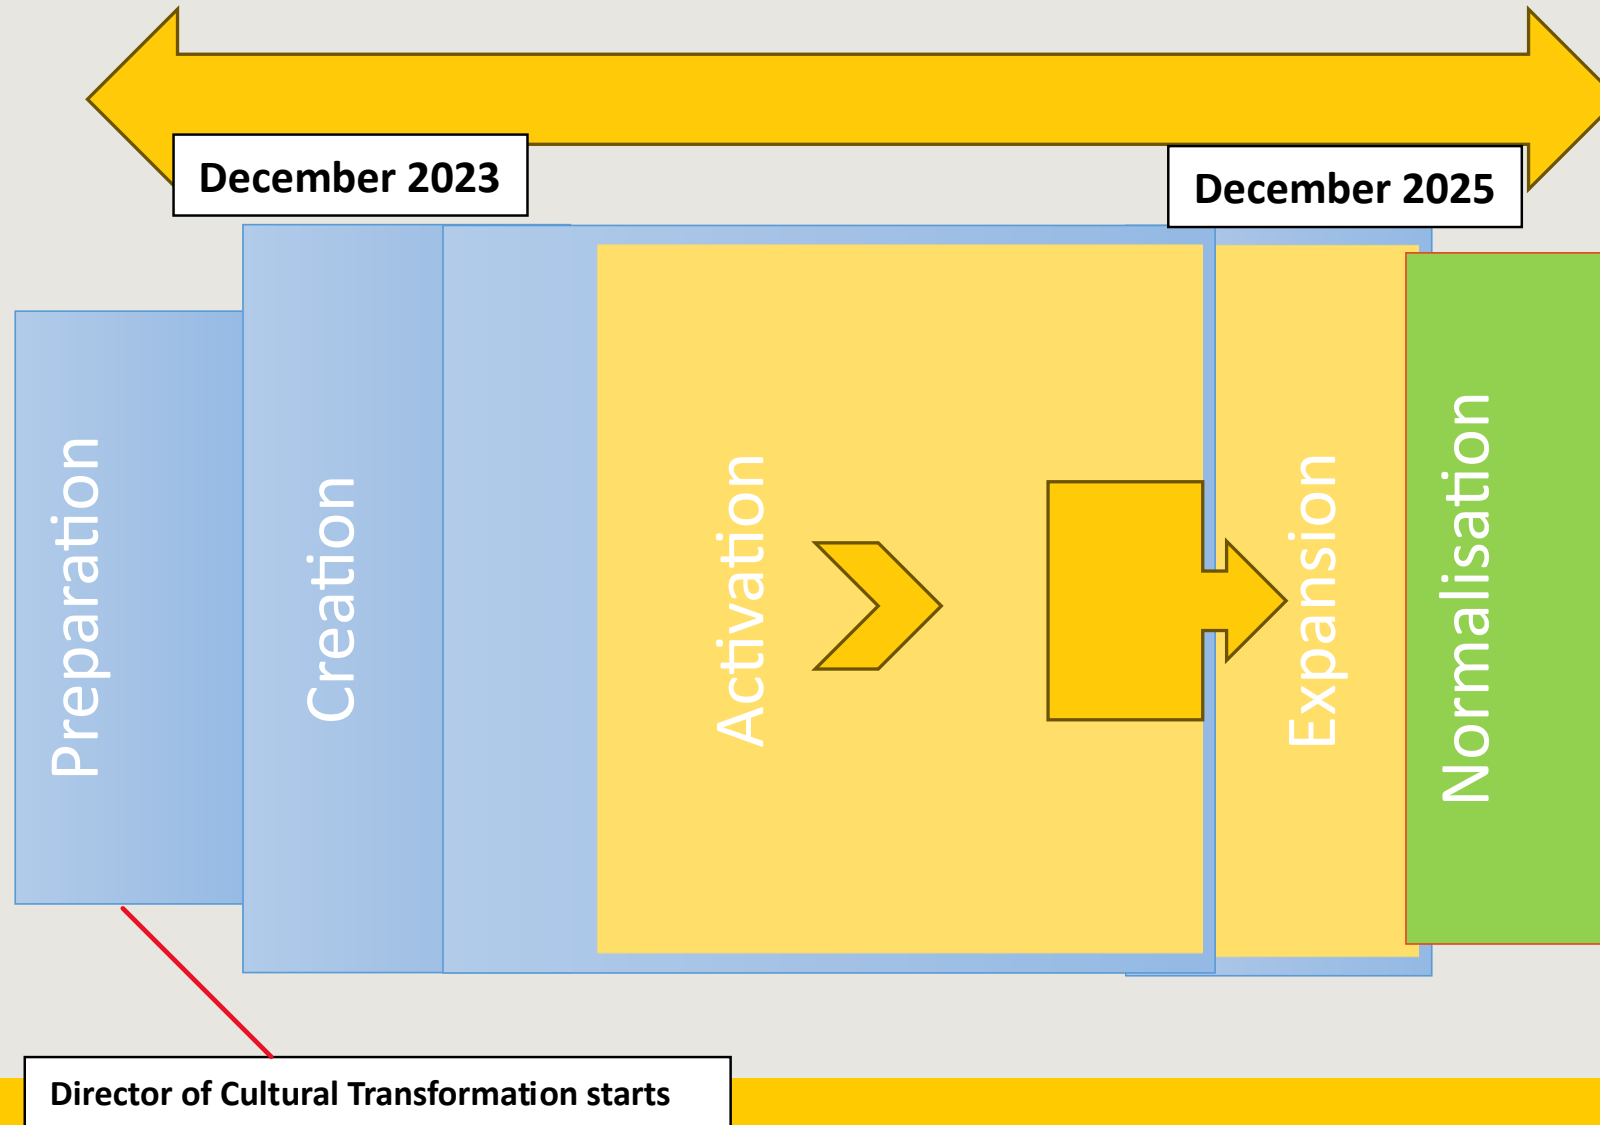 December 2023
December 2025
Preparation
Creation
Activation
Expansion
Normalisation
Director of Cultural Transformation starts